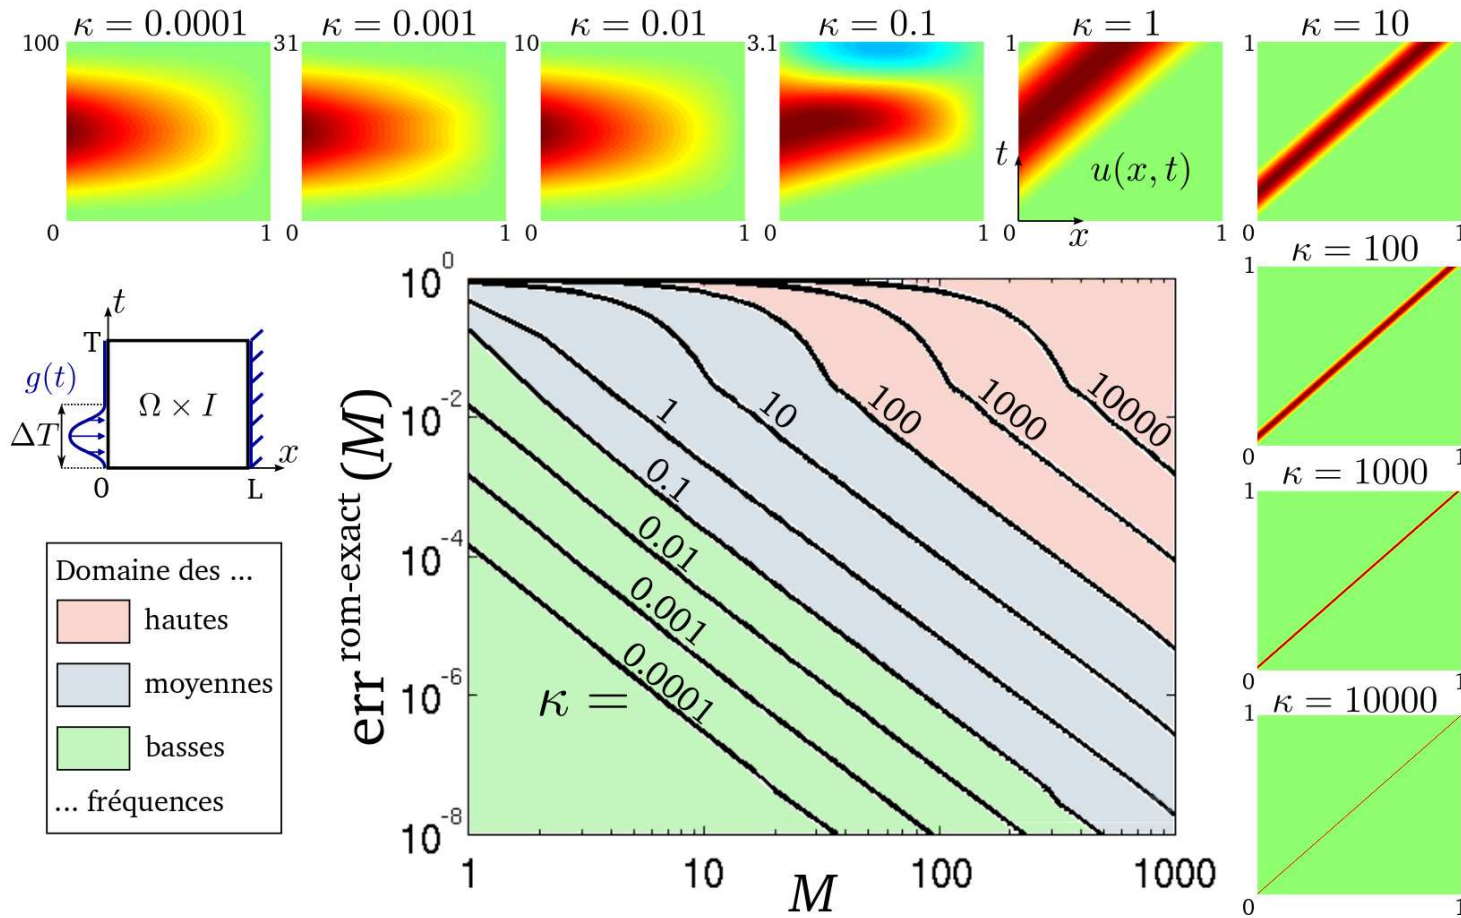 κ = 0.0001 κ = 0.001 κ = 0.01 κ = 0.1 κ = 1 κ = 10
100 31 10 3.1 1 1
t u(x, t)
0 1 0 1 0 1 0 1 0 x 1 0 1
κ = 100
1
0 1
κ = 1000
1
0 1
κ = 10000
1
0 1
t
T
g(t)
Ω × I
ΔT
x
0 L
Domaine des ...
hautes
moyennes
basses
... fréquences
err rom-exact (M)
10^0
10^-2
10^-4
10^-6
10^-8
1 10 100 1000 10000
0.1
0.01
0.001
κ = 0.0001
1 10 100 1000
M